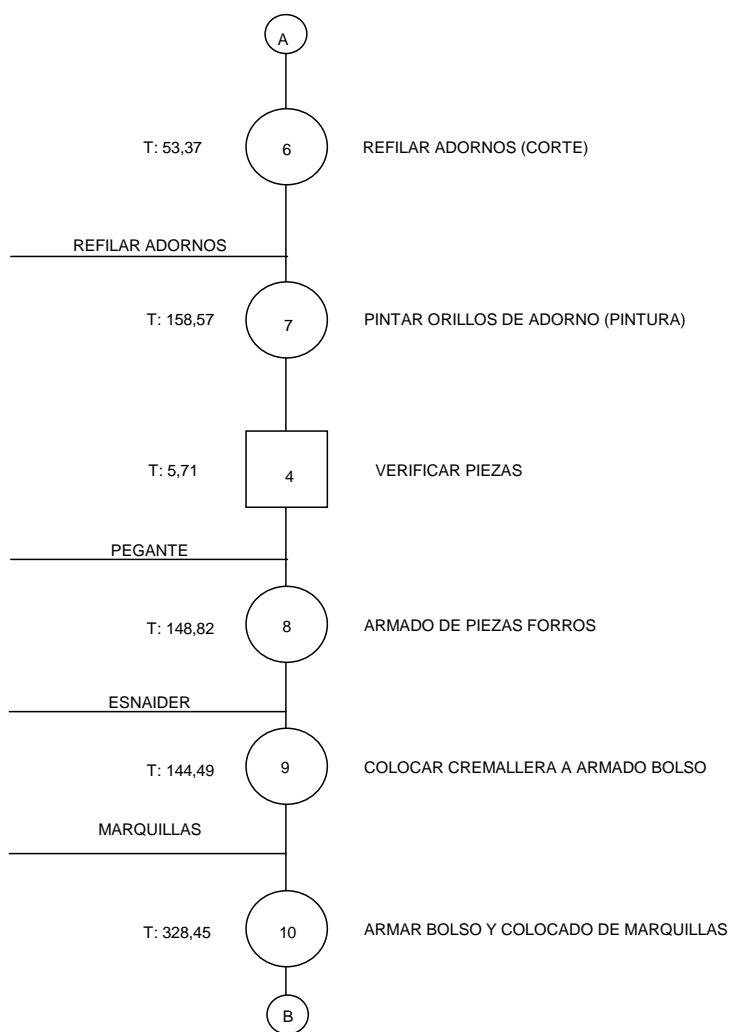 A
T: 53,37 6 REFILAR ADORNOS (CORTE)
REFILAR ADORNOS
T: 158,57 7 PINTAR ORILLOS DE ADORNO (PINTURA)
T: 5,71 4 VERIFICAR PIEZAS
PEGANTE
T: 148,82 8 ARMADO DE PIEZAS FORROS
ESNAIDER
T: 144,49 9 COLOCAR CREMALLERA A ARMADO BOLSO
MARQUILLAS
T: 328,45 10 ARMAR BOLSO Y COLOCADO DE MARQUILLAS
B